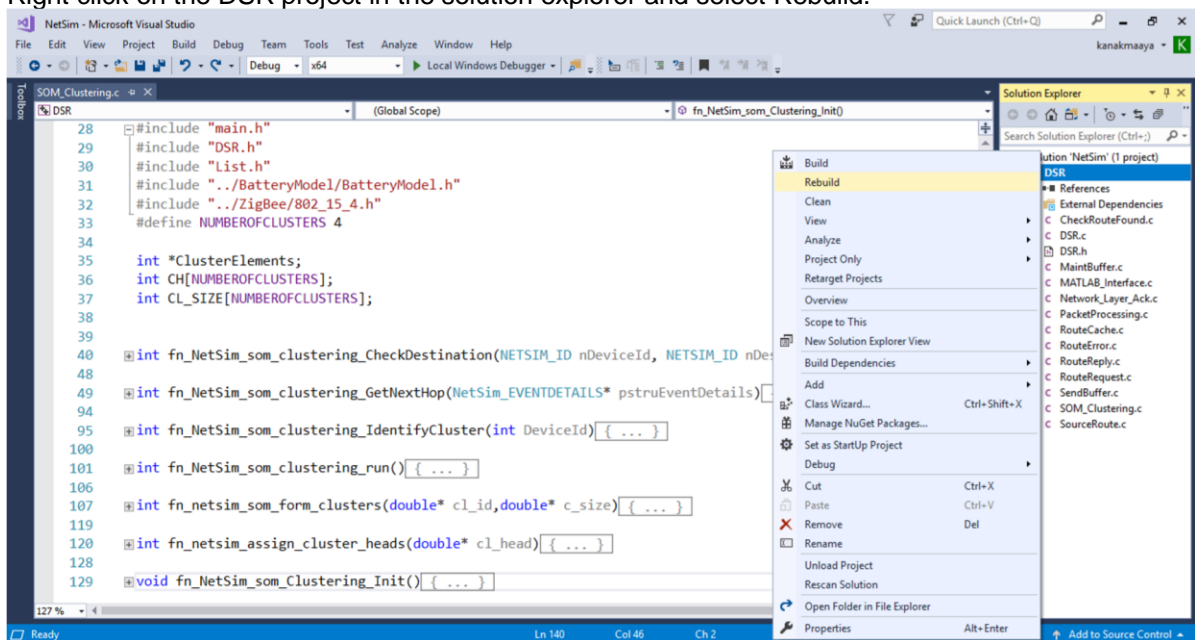 Right click on the DSR project in the solution explorer and select Rebuild.
NetSim - Microsoft Visual Studio
Quick Launch (Ctrl+Q)
File Edit View Project Build Debug Team Tools Test Analyze Window Help
kanakmaaya K
Debug x64 Local Windows Debugger
Toolbox
SOM_Clustering.c
DSR (Global Scope) fn_NetSim_som_Clustering_Init()
28 #include "main.h"
29 #include "DSR.h"
30 #include "List.h"
31 #include "../BatteryModel/BatteryModel.h"
32 #include "../ZigBee/802_15_4.h"
33 #define NUMBEROFCLUSTERS 4
34
35 int *ClusterElements;
36 int CH[NUMBEROFCLUSTERS];
37 int CL_SIZE[NUMBEROFCLUSTERS];
38
39
40 int fn_NetSim_som_clustering_CheckDestination(NETSIM_ID nDeviceId, NETSIM_ID nDes
48
49 int fn_NetSim_som_clustering_GetNextHop(NetSim_EVENTDETAILS* pstruEventDetails)
94
95 int fn_NetSim_som_clustering_IdentifyCluster(int DeviceId) { ... }
100
101 int fn_NetSim_som_clustering_run() { ... }
106
107 int fn_netsim_som_form_clusters(double* cl_id,double* c_size) { ... }
119
120 int fn_netsim_assign_cluster_heads(double* cl_head) { ... }
128
129 void fn_NetSim_som_Clustering_Init() { ... }
127 %
Build
Rebuild
Clean
View
Analyze
Project Only
Retarget Projects
Overview
Scope to This
New Solution Explorer View
Build Dependencies
Add
Class Wizard... Ctrl+Shift+X
Manage NuGet Packages...
Set as StartUp Project
Debug
Cut Ctrl+X
Paste Ctrl+V
Remove Del
Rename
Unload Project
Rescan Solution
Open Folder in File Explorer
Properties Alt+Enter
Solution Explorer
Search Solution Explorer (Ctrl+;)
lution 'NetSim' (1 project)
DSR
References
External Dependencies
CheckRouteFound.c
DSR.c
DSR.h
MaintBuffer.c
MATLAB_Interface.c
Network_Layer_Ack.c
PacketProcessing.c
RouteCache.c
RouteError.c
RouteReply.c
RouteRequest.c
SendBuffer.c
SOM_Clustering.c
SourceRoute.c
Ready Ln 140 Col 46 Ch 2 Add to Source Control